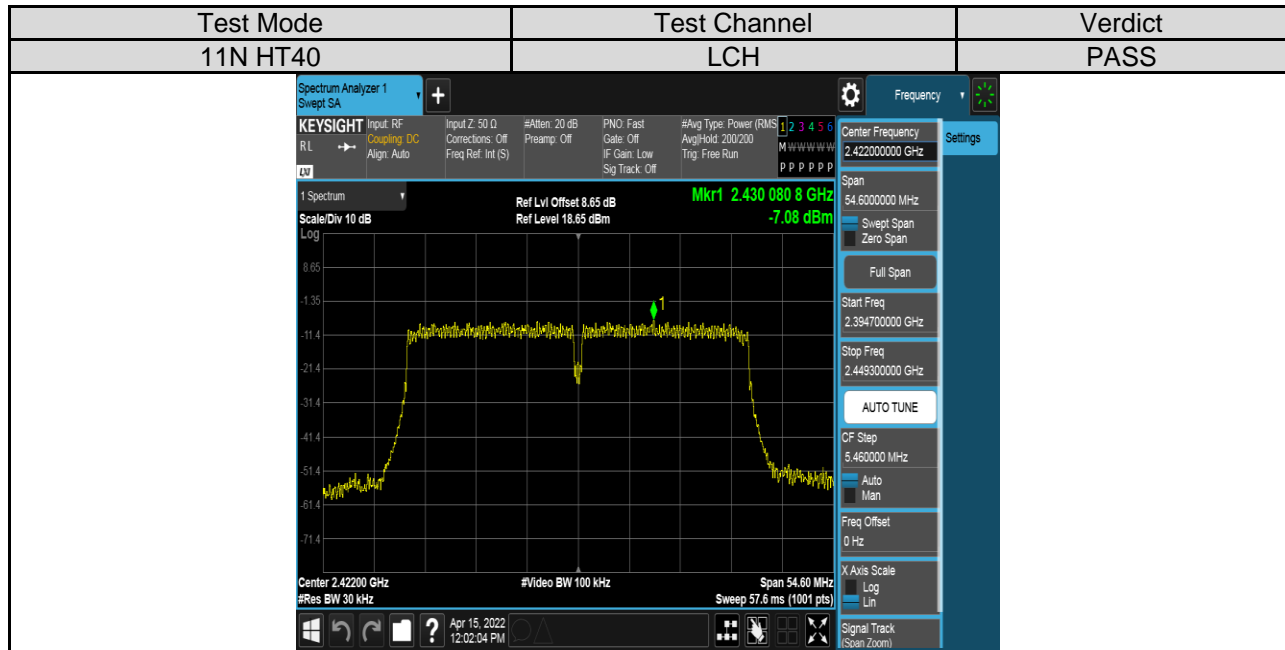 Test Mode Test Channel Verdict
11N HT40 LCH PASS
Spectrum Analyzer 1
Swept SA
+
Frequency
KEYSIGHT
RL
LXI
Input: RF
Coupling: DC
Align: Auto
Input Z: 50 Ω
Corrections: Off
Freq Ref: Int (S)
#Atten: 20 dB
Preamp: Off
PNO: Fast
Gate: Off
IF Gain: Low
Sig Track: Off
#Avg Type: Power (RMS
Avg|Hold: 200/200
Trig: Free Run
1 2 3 4 5 6
M W W W W W
P P P P P P
1 Spectrum
Scale/Div 10 dB
Log
Ref Lvl Offset 8.65 dB
Ref Level 18.65 dBm
Mkr1 2.430 080 8 GHz
-7.08 dBm
8.65
-1.35
-11.4
-21.4
-31.4
-41.4
-51.4
-61.4
-71.4
1
Center 2.42200 GHz
#Res BW 30 kHz
#Video BW 100 kHz
Span 54.60 MHz
Sweep 57.6 ms (1001 pts)
Center Frequency
2.422000000 GHz
Settings
Span
54.6000000 MHz
Swept Span
Zero Span
Full Span
Start Freq
2.394700000 GHz
Stop Freq
2.449300000 GHz
AUTO TUNE
CF Step
5.460000 MHz
Auto
Man
Freq Offset
0 Hz
X Axis Scale
Log
Lin
Signal Track
(Span Zoom)
?
Apr 15, 2022
12:02:04 PM